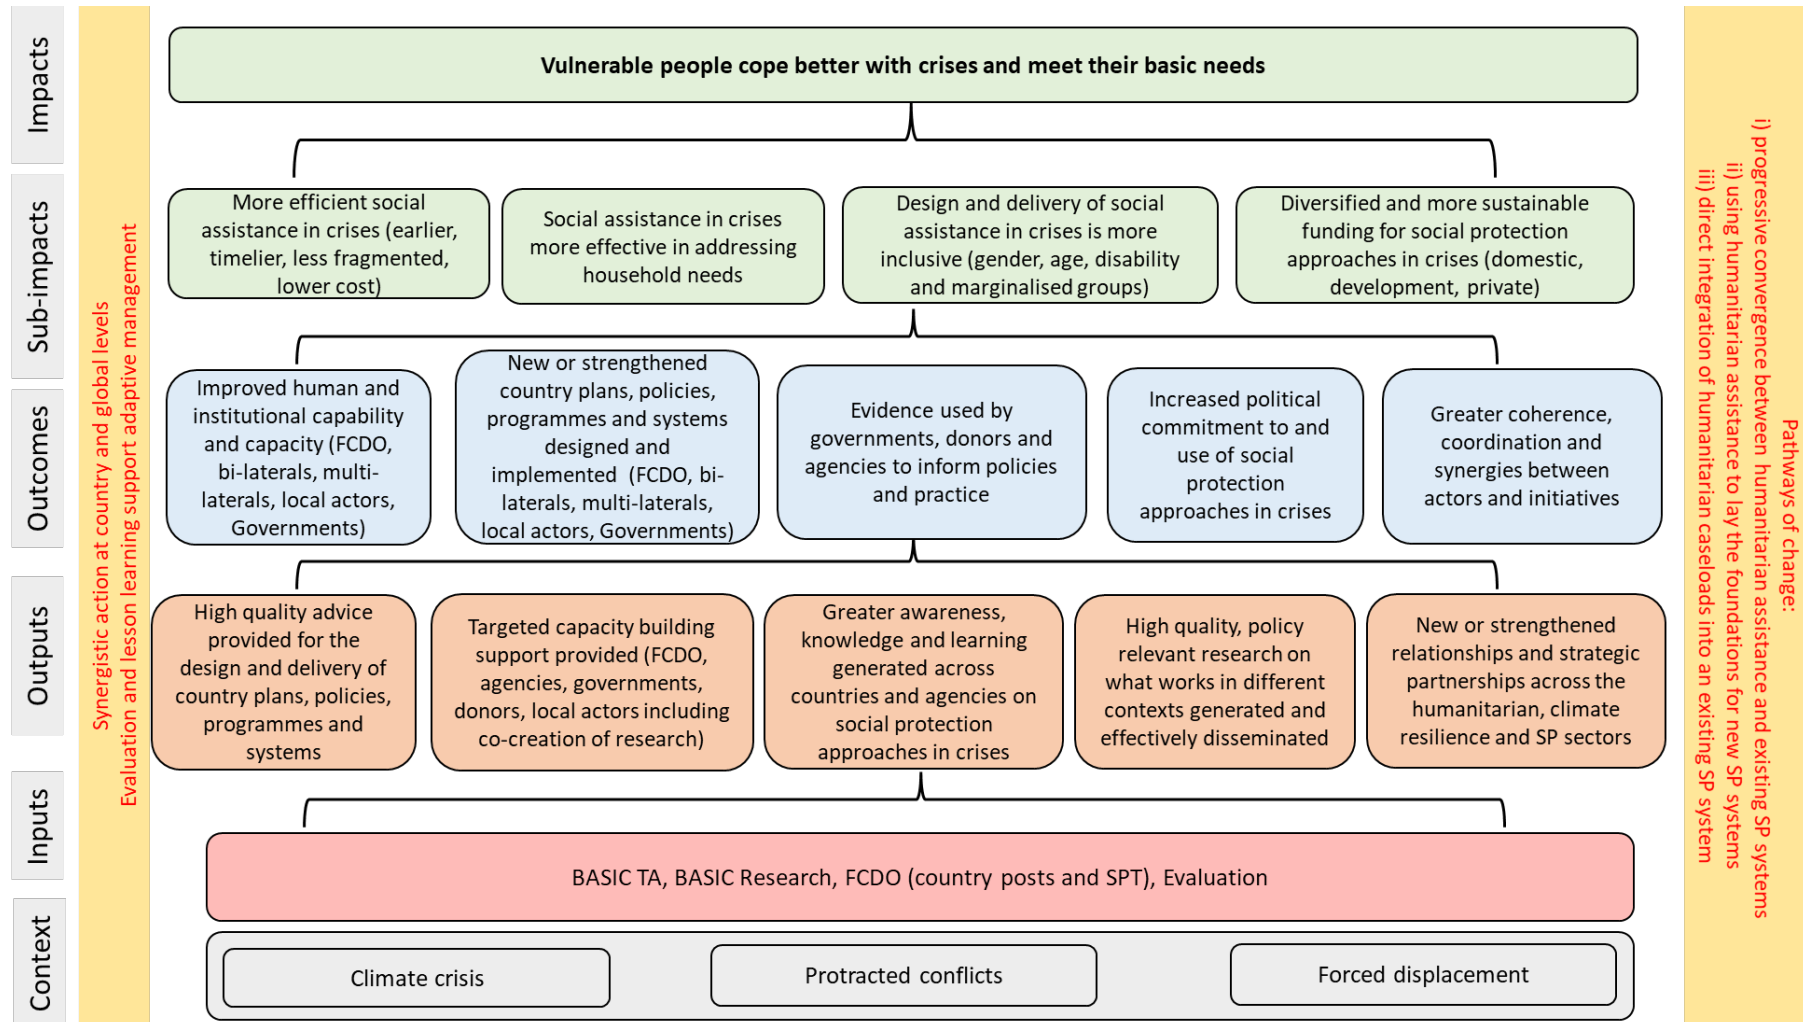 Impacts
Vulnerable people cope better with crises and meet their basic needs
Sub-impacts
More efficient social
assistance in crises (earlier,
timelier, less fragmented,
lower cost)
Social assistance in crises
more effective in addressing
household needs
Design and delivery of social
assistance in crises is more
inclusive (gender, age, disability
and marginalised groups)
Diversified and more sustainable
funding for social protection
approaches in crises (domestic,
development, private)
Outcomes
Improved human and
institutional capability
and capacity (FCDO,
bi-laterals, multi-
laterals, local actors,
Governments)
New or strengthened
country plans, policies,
programmes and systems
designed and
implemented (FCDO, bi-
laterals, multi-laterals,
local actors, Governments)
Evidence used by
governments, donors and
agencies to inform policies
and practice
Increased political
commitment to and
use of social
protection
approaches in crises
Greater coherence,
coordination and
synergies between
actors and initiatives
Outputs
High quality advice
provided for the
design and delivery of
country plans, policies,
programmes and
systems
Targeted capacity building
support provided (FCDO,
agencies, governments,
donors, local actors including
co-creation of research)
Greater awareness,
knowledge and learning
generated across
countries and agencies on
social protection
approaches in crises
High quality, policy
relevant research on
what works in different
contexts generated and
effectively disseminated
New or strengthened
relationships and strategic
partnerships across the
humanitarian, climate
resilience and SP sectors
Inputs
BASIC TA, BASIC Research, FCDO (country posts and SPT), Evaluation
Context
Climate crisis
Protracted conflicts
Forced displacement
Synergistic action at country and global levels
Evaluation and lesson learning support adaptive management
Pathways of change:
i) progressive convergence between humanitarian assistance and existing SP systems
ii) using humanitarian assistance to lay the foundations for new SP systems
iii) direct integration of humanitarian caseloads into an existing SP system